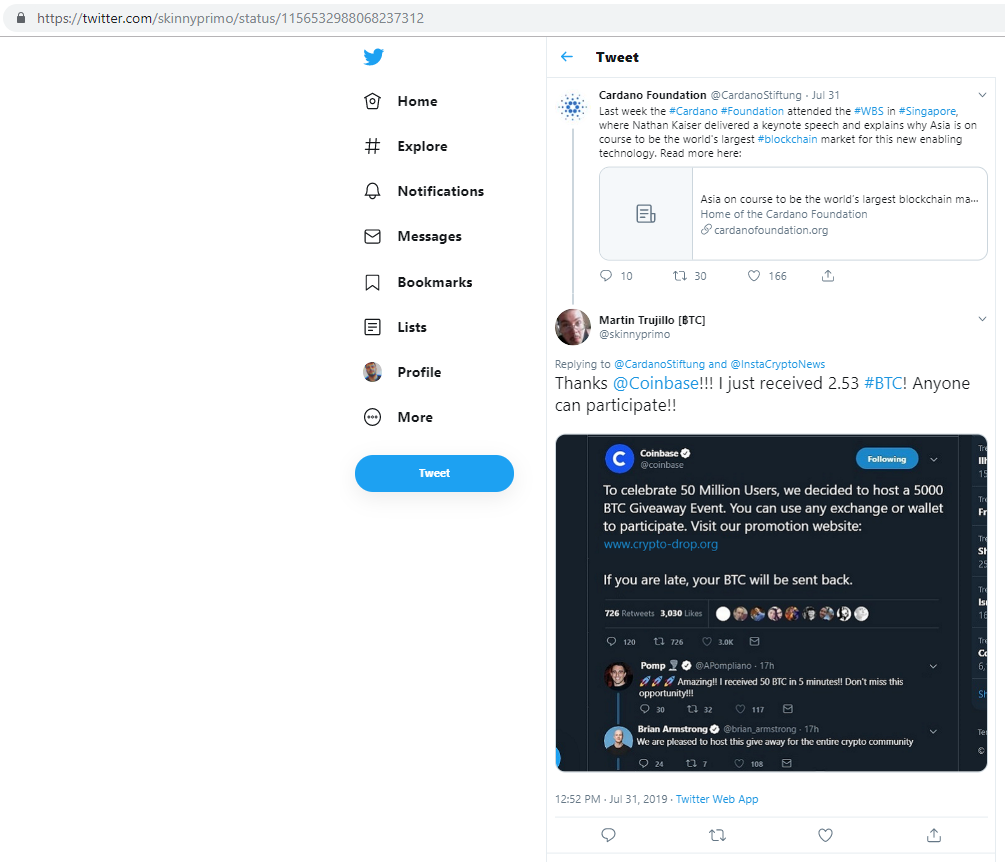 https://twitter.com/skinnyprimo/status/1156532988068237312
Home
Explore
Notifications
Messages
Bookmarks
Lists
Profile
More
Tweet
Tweet
Cardano Foundation @CardanoStiftung · Jul 31
Last week the #Cardano #Foundation attended the #WBS in #Singapore,
where Nathan Kaiser delivered a keynote speech and explains why Asia is on
course to be the world's largest #blockchain market for this new enabling
technology. Read more here:
Asia on course to be the world's largest blockchain ma...
Home of the Cardano Foundation
cardanofoundation.org
10 30 166
Martin Trujillo [₿TC]
@skinnyprimo
Replying to @CardanoStiftung and @InstaCryptoNews
Thanks @Coinbase!!! I just received 2.53 #BTC! Anyone
can participate!!
Coinbase
@coinbase
Following
To celebrate 50 Million Users, we decided to host a 5000
BTC Giveaway Event. You can use any exchange or wallet
to participate. Visit our promotion website:
www.crypto-drop.org
If you are late, your BTC will be sent back.
726 Retweets 3,030 Likes
120 726 3.0K
Pomp @APompliano · 17h
🚀🚀🚀 Amazing!! I received 50 BTC in 5 minutes!! Don't miss this
opportunity!!!
30 32 117
Brian Armstrong @brian_armstrong · 17h
We are pleased to host this give away for the entire crypto community
24 7 108
12:52 PM · Jul 31, 2019 · Twitter Web App